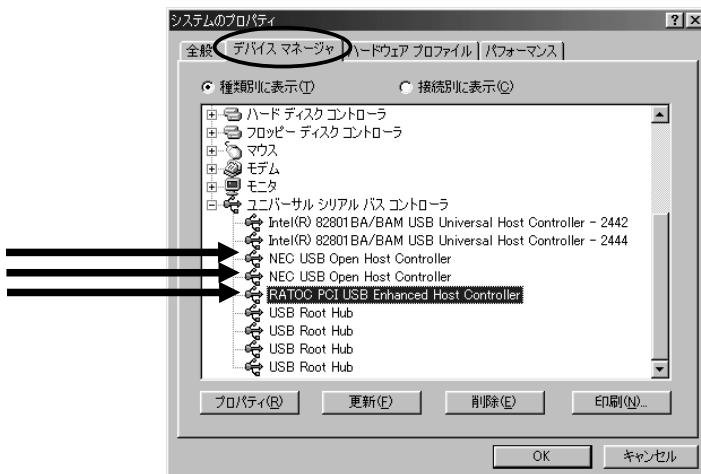 システムのプロパティ
全般 デバイス マネージャ ハードウェア プロファイル パフォーマンス
種類別に表示(T) 接続別に表示(C)
ハード ディスク コントローラ
フロッピー ディスク コントローラ
マウス
モデム
モニタ
ユニバーサル シリアル バス コントローラ
Intel(R) 82801BA/BAM USB Universal Host Controller - 2442
Intel(R) 82801BA/BAM USB Universal Host Controller - 2444
NEC USB Open Host Controller
NEC USB Open Host Controller
RATOC PCI USB Enhanced Host Controller
USB Root Hub
USB Root Hub
USB Root Hub
USB Root Hub
プロパティ(R) 更新(F) 削除(E) 印刷(N)...
OK キャンセル